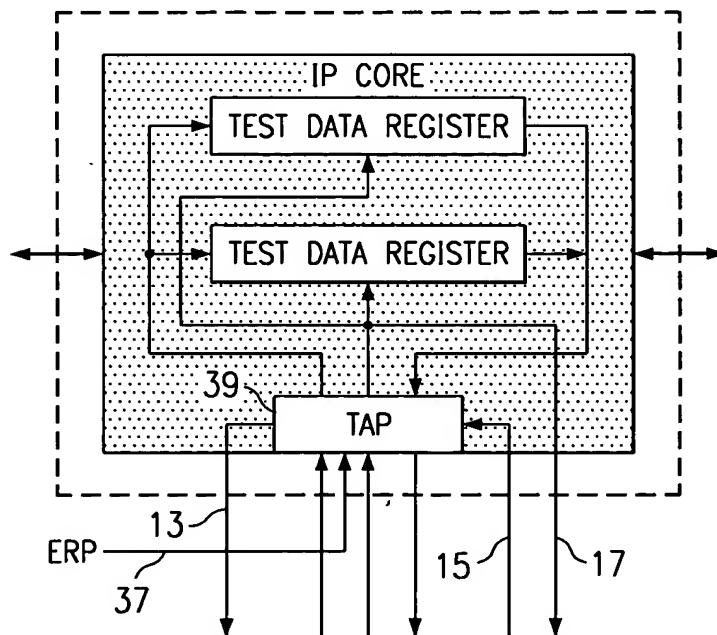 IP CORE
TEST DATA REGISTER
TEST DATA REGISTER
39
TAP
13
ERP
37
15
17